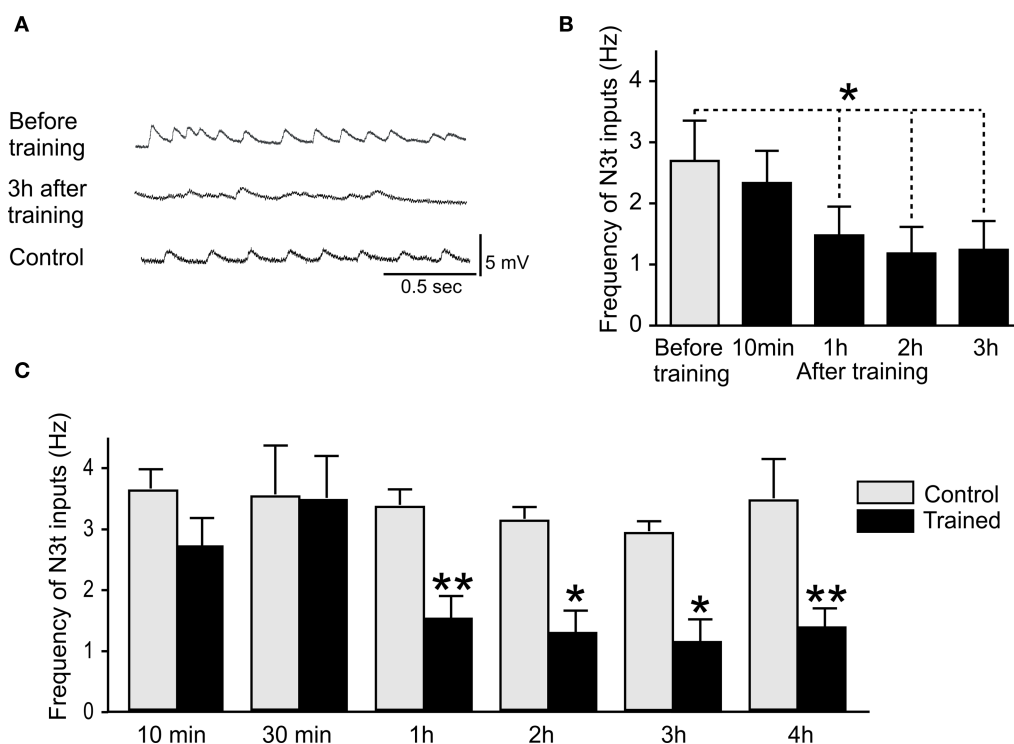 A
Before
training
3h after
training
Control
5 mV
0.5 sec
B
Frequency of N3t inputs (Hz)
4
3
2
1
0
*
Before
training
10min
1h
2h
3h
After training
C
Frequency of N3t inputs (Hz)
4
3
2
1
0
**
*
*
**
Control
Trained
10 min
30 min
1h
2h
3h
4h